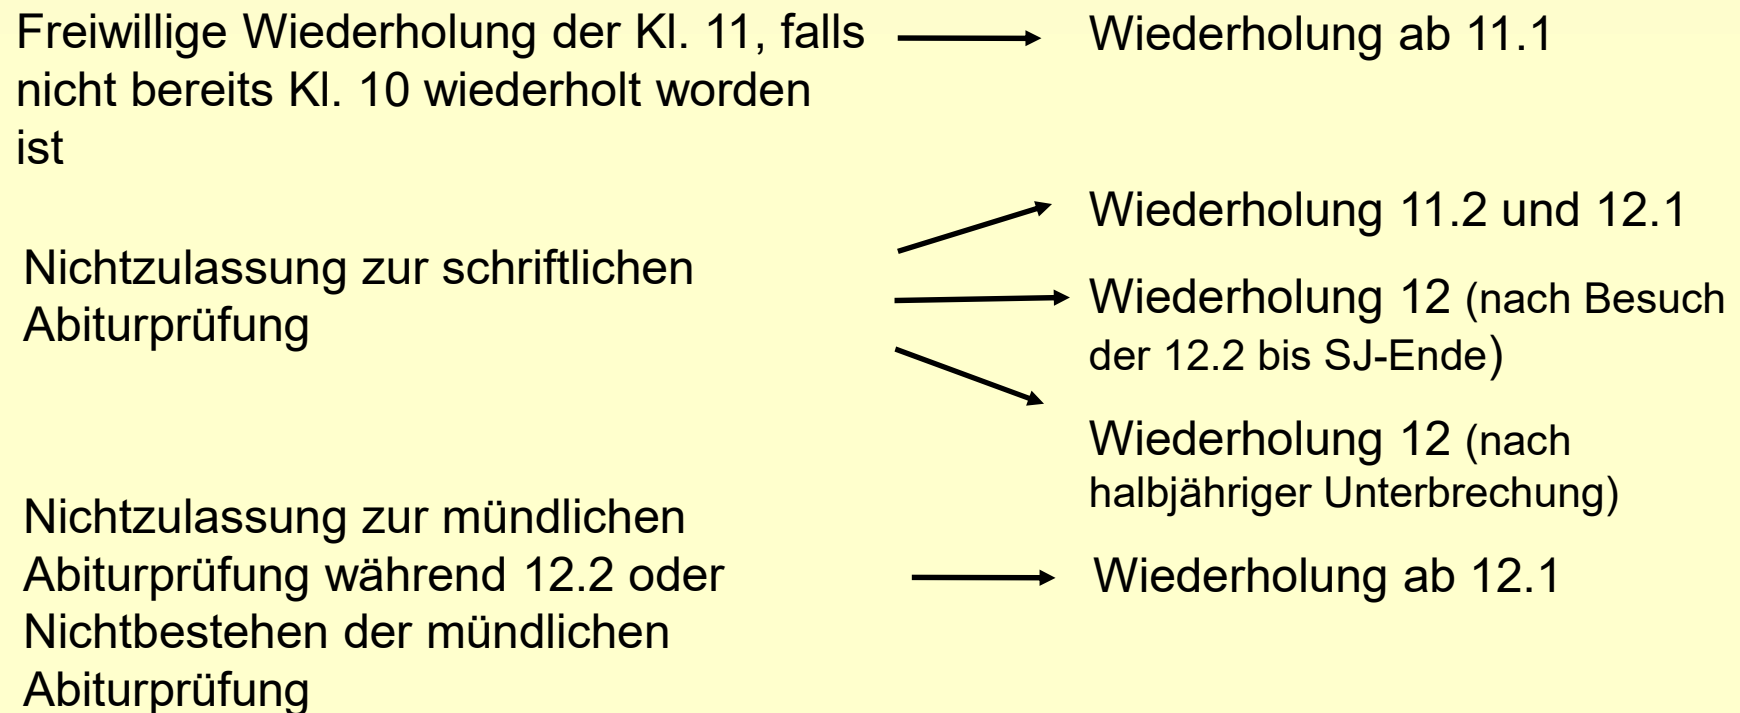 Freiwillige Wiederholung der Kl. 11, falls
nicht bereits Kl. 10 wiederholt worden
ist
Wiederholung ab 11.1
Nichtzulassung zur schriftlichen
Abiturprüfung
Wiederholung 11.2 und 12.1
Wiederholung 12 (nach Besuch
der 12.2 bis SJ-Ende)
Wiederholung 12 (nach
halbjähriger Unterbrechung)
Nichtzulassung zur mündlichen
Abiturprüfung während 12.2 oder
Nichtbestehen der mündlichen
Abiturprüfung
Wiederholung ab 12.1